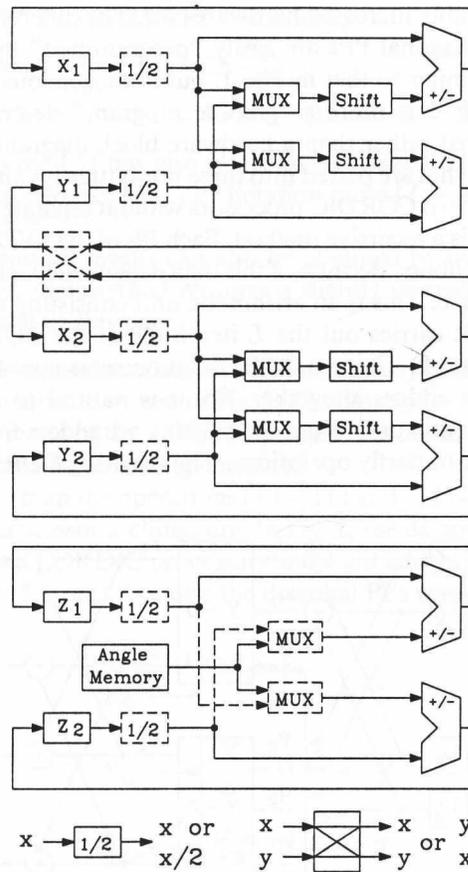 X1 1/2 +/-
MUX Shift
MUX Shift +/-
Y1 1/2
X2 1/2 +/-
MUX Shift
MUX Shift +/-
Y2 1/2
Z1 1/2 +/-
Angle Memory MUX
MUX +/-
Z2 1/2
x 1/2 x or x/2
x x y
or
y y x